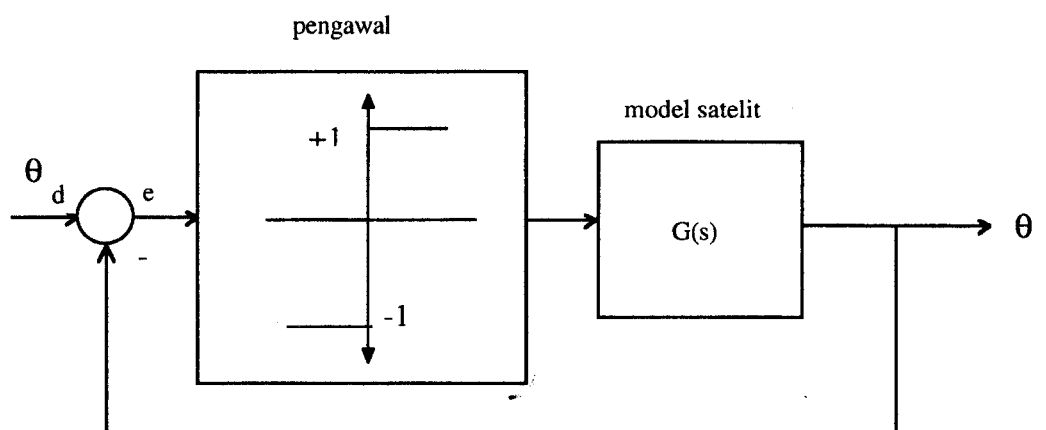 pengawal
model satelit
+1
θ
d
e
G(s)
θ
-
-1